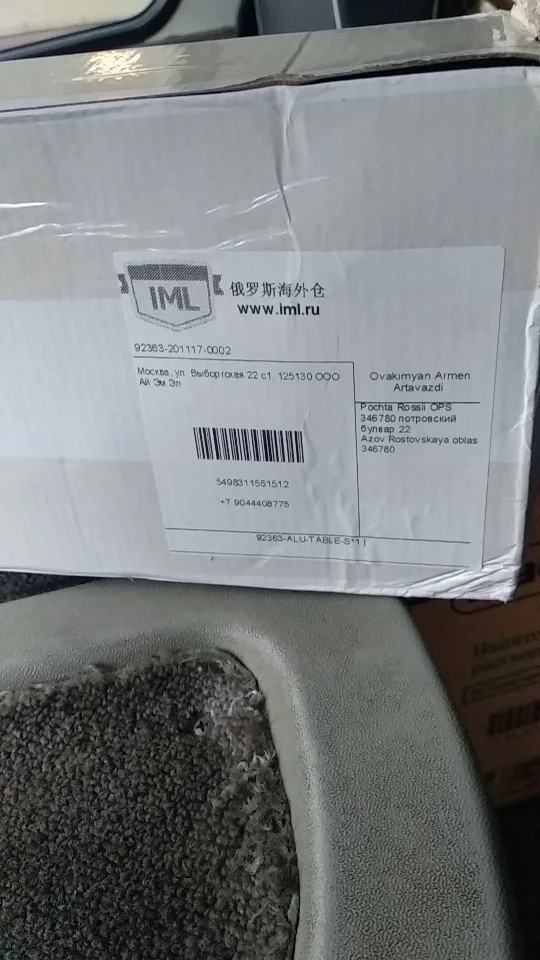 IML
俄罗斯海外仓
www.iml.ru
92363-201117-0002
Москва, ул. Выборгская 22 с1. 125130 ООО
Ай Эм Эл
Ovakimyan Armen
Artavazdi
Pochta Rossii OPS
346780 потровский
булвар 22
Azov Rostovskaya oblas
346780
5498311551512
+7 9044408775
92363-ALU-TABLE-S*1 |